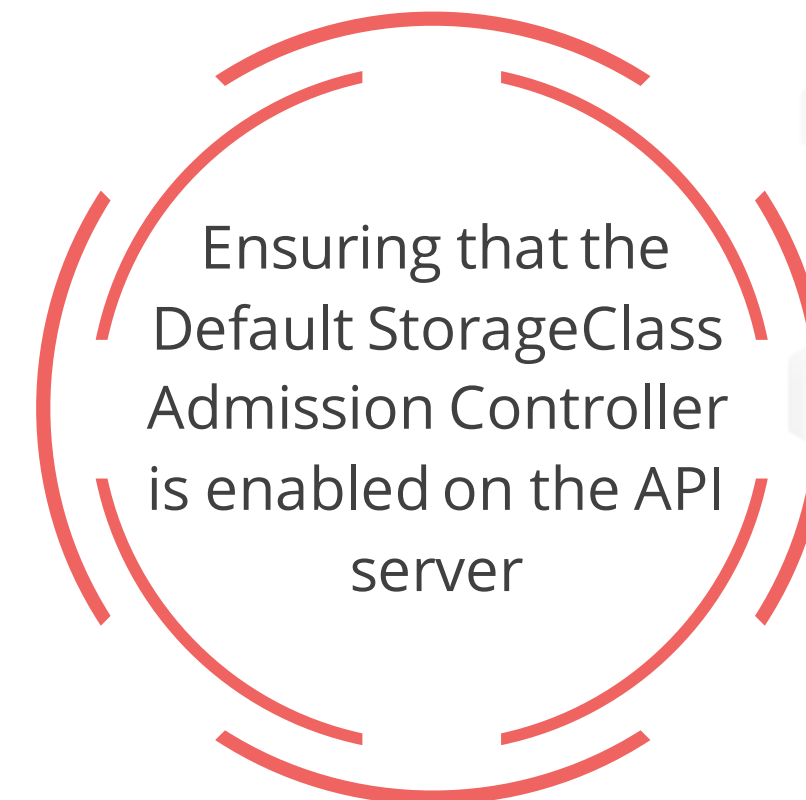 Ensuring that the
Default StorageClass
Admission Controller
is enabled on the API
server